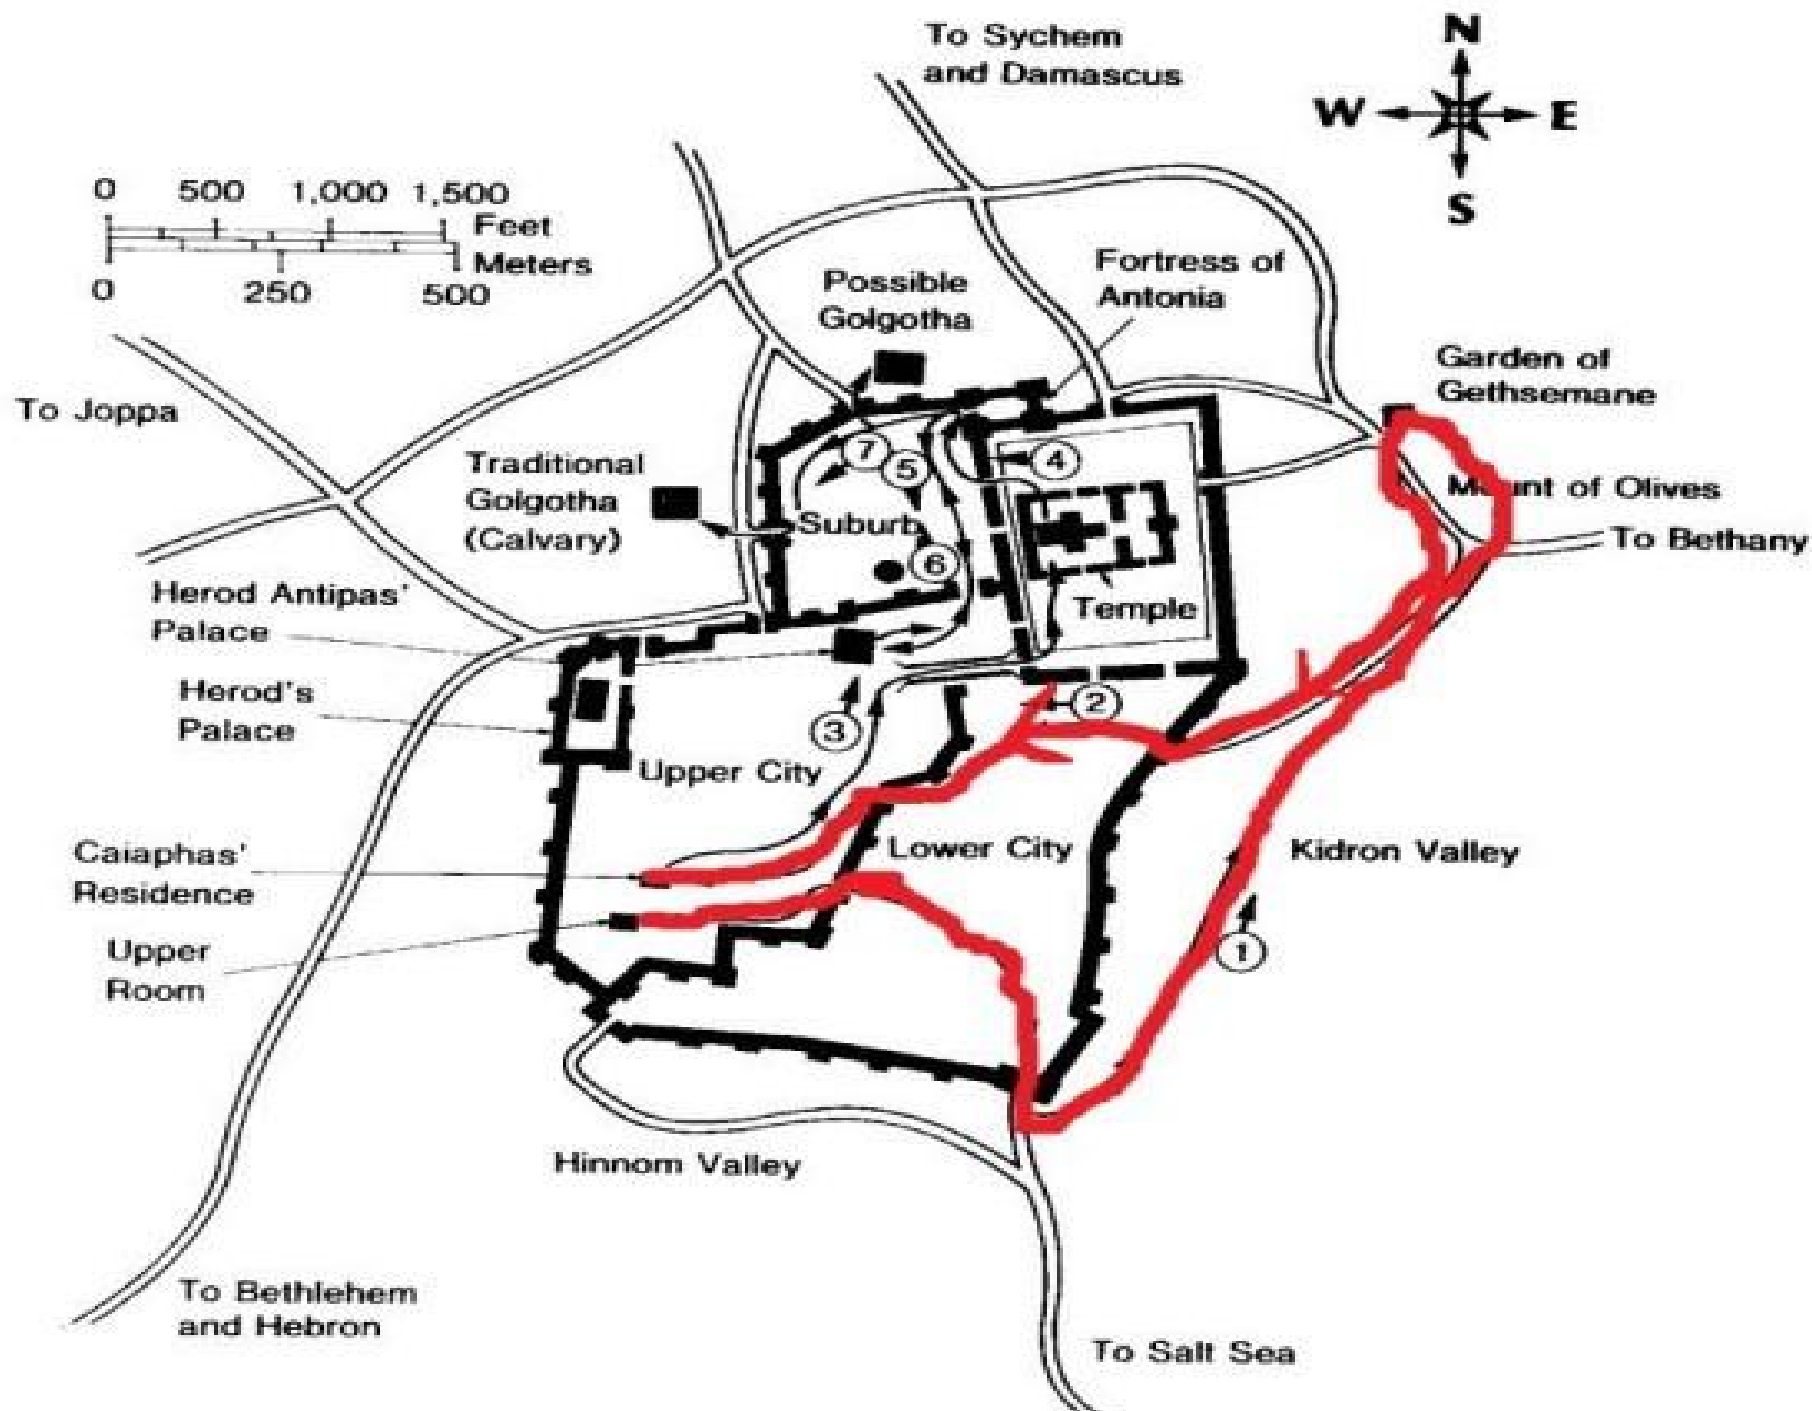 To Sychem
and Damascus
N
W
E
S
0 500 1,000 1,500
Feet
Meters
0 250 500
Possible
Golgotha
Fortress of
Antonia
Garden of
Gethsemane
To Joppa
Traditional
Golgotha
(Calvary)
7
5
4
Mount of Olives
Suburb
To Bethany
6
Herod Antipas'
Palace
Temple
Herod's
Palace
2
3
Upper City
Caiaphas'
Residence
Lower City
Kidron Valley
Upper
Room
1
Hinnom Valley
To Bethlehem
and Hebron
To Salt Sea